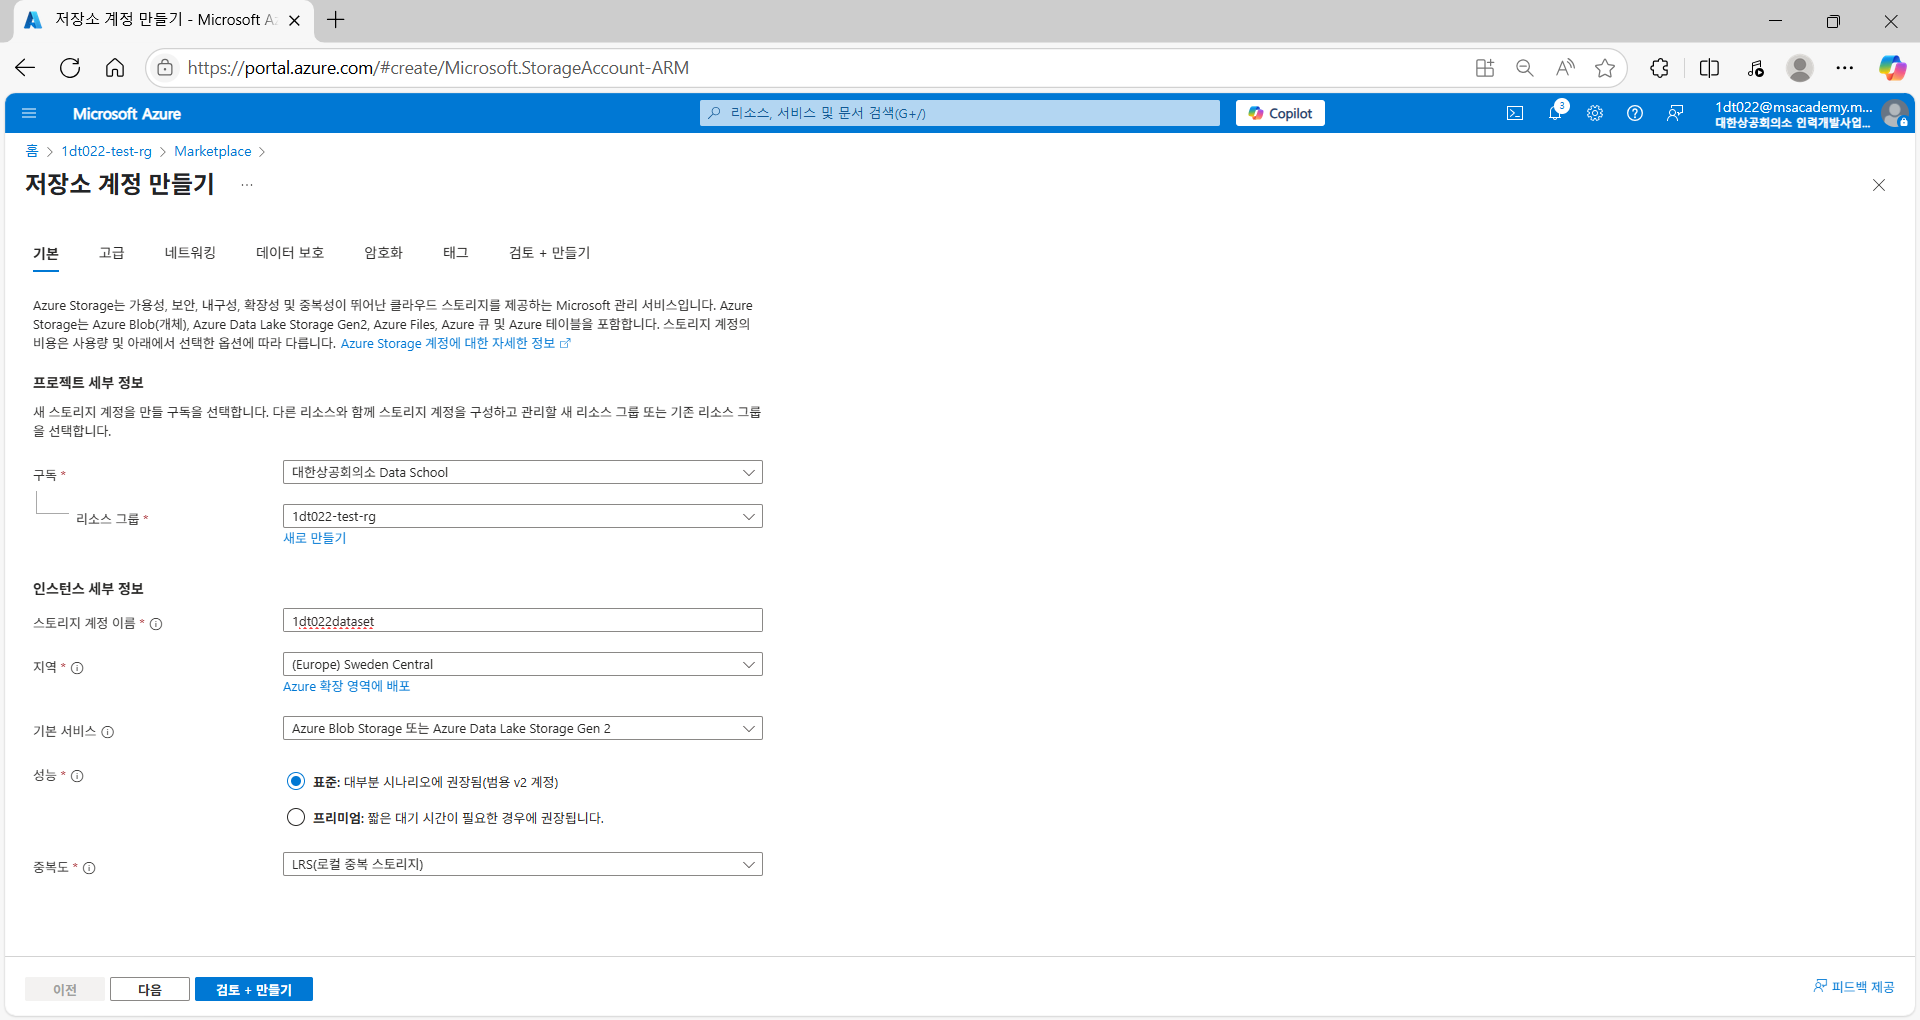 저장소 계정 만들기 - Microsoft A
https://portal.azure.com/#create/Microsoft.StorageAccount-ARM
Microsoft Azure
리소스, 서비스 및 문서 검색(G+/)
Copilot
3
1dt022@msacademy.m...
대한상공회의소 인력개발사업...
홈 > 1dt022-test-rg > Marketplace >
저장소 계정 만들기 ...
기본 고급 네트워킹 데이터 보호 암호화 태그 검토 + 만들기
Azure Storage는 가용성, 보안, 내구성, 확장성 및 중복성이 뛰어난 클라우드 스토리지를 제공하는 Microsoft 관리 서비스입니다. Azure
Storage는 Azure Blob(개체), Azure Data Lake Storage Gen2, Azure Files, Azure 큐 및 Azure 테이블을 포함합니다. 스토리지 계정의
비용은 사용량 및 아래에서 선택한 옵션에 따라 다릅니다. Azure Storage 계정에 대한 자세한 정보
프로젝트 세부 정보
새 스토리지 계정을 만들 구독을 선택합니다. 다른 리소스와 함께 스토리지 계정을 구성하고 관리할 새 리소스 그룹 또는 기존 리소스 그룹
을 선택합니다.
구독 * 대한상공회의소 Data School
리소스 그룹 * 1dt022-test-rg
새로 만들기
인스턴스 세부 정보
스토리지 계정 이름 * 1dt022dataset
지역 * (Europe) Sweden Central
Azure 확장 영역에 배포
기본 서비스 Azure Blob Storage 또는 Azure Data Lake Storage Gen 2
성능 * 표준: 대부분 시나리오에 권장됨(범용 v2 계정)
프리미엄: 짧은 대기 시간이 필요한 경우에 권장됩니다.
중복도 * LRS(로컬 중복 스토리지)
이전 다음 검토 + 만들기 피드백 제공